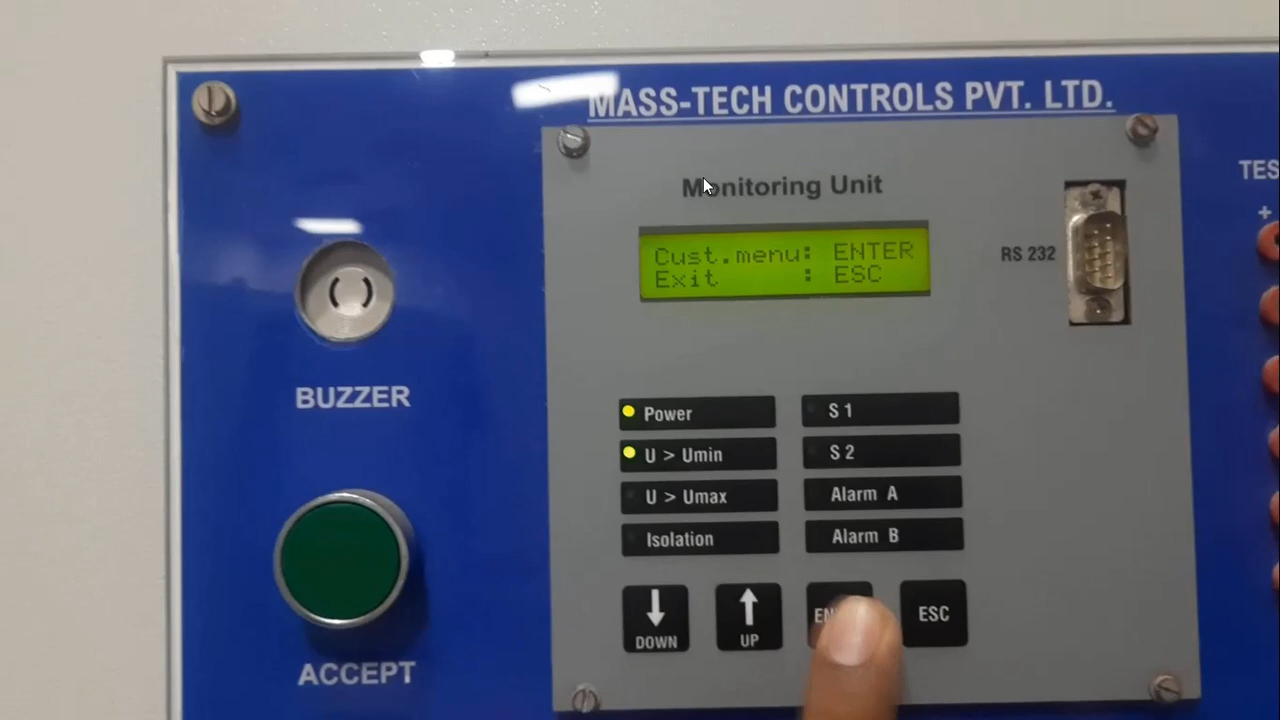 MASS-TECH CONTROLS PVT. LTD.
Monitoring Unit
Cust.menu: ENTER
Exit : ESC
RS 232
BUZZER
Power
S 1
U > Umin
S 2
U > Umax
Alarm A
Isolation
Alarm B
DOWN
UP
ESC
ACCEPT
+